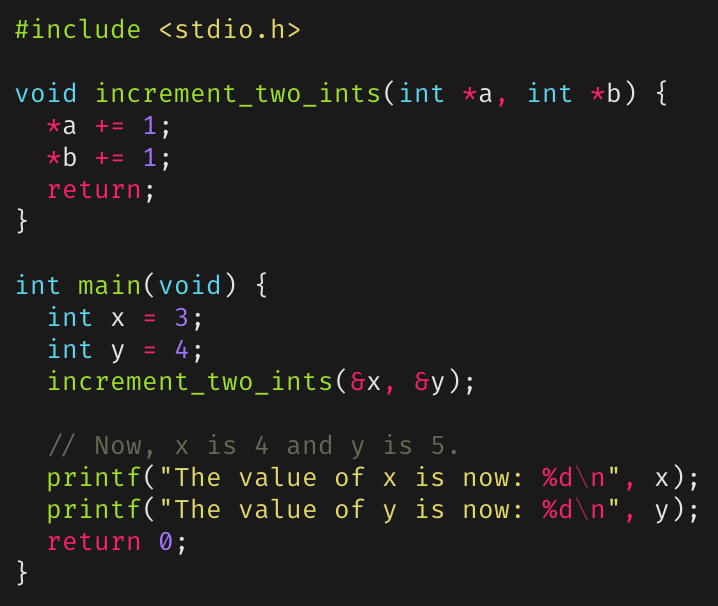 #include <stdio.h>

void increment_two_ints(int *a, int *b) {
  *a += 1;
  *b += 1;
  return;
}

int main(void) {
  int x = 3;
  int y = 4;
  increment_two_ints(&x, &y);

  // Now, x is 4 and y is 5.
  printf("The value of x is now: %d\n", x);
  printf("The value of y is now: %d\n", y);
  return 0;
}